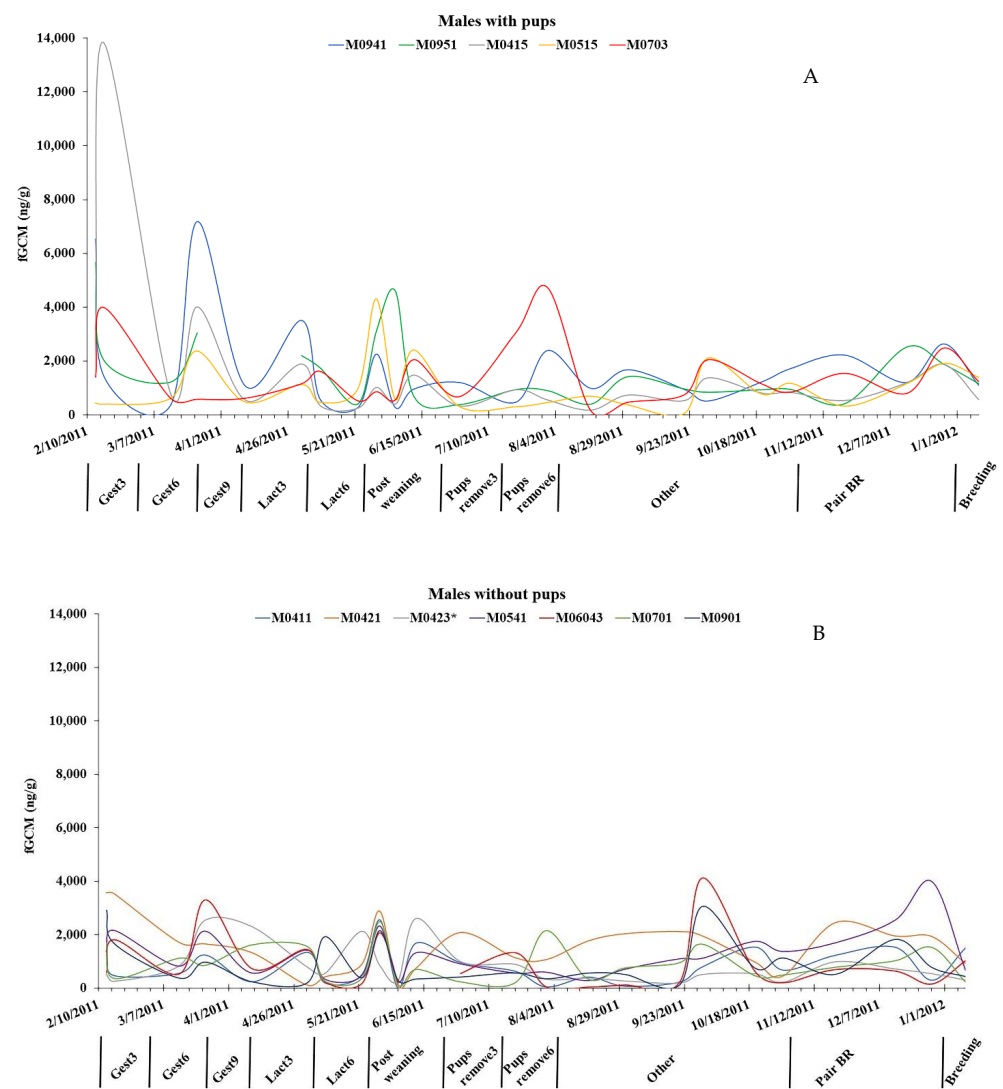 Males with pups
M0941 M0951 M0415 M0515 M0703
A
14,000
12,000
10,000
8,000
6,000
4,000
2,000
0
fGCM (ng/g)
2/10/2011 3/7/2011 4/1/2011 4/26/2011 5/21/2011 6/15/2011 7/10/2011 8/4/2011 8/29/2011 9/23/2011 10/18/2011 11/12/2011 12/7/2011 1/1/2012
Gest3 Gest6 Gest9 Lact3 Lact6 Post weaning Pups remove3 Pups remove6 Other Pair BR Breeding
Males without pups
M0411 M0421 M0423* M0541 M06043 M0701 M0901
B
14,000
12,000
10,000
8,000
6,000
4,000
2,000
0
fGCM (ng/g)
2/10/2011 3/7/2011 4/1/2011 4/26/2011 5/21/2011 6/15/2011 7/10/2011 8/4/2011 8/29/2011 9/23/2011 10/18/2011 11/12/2011 12/7/2011 1/1/2012
Gest3 Gest6 Gest9 Lact3 Lact6 Post weaning Pups remove3 Pups remove6 Other Pair BR Breeding